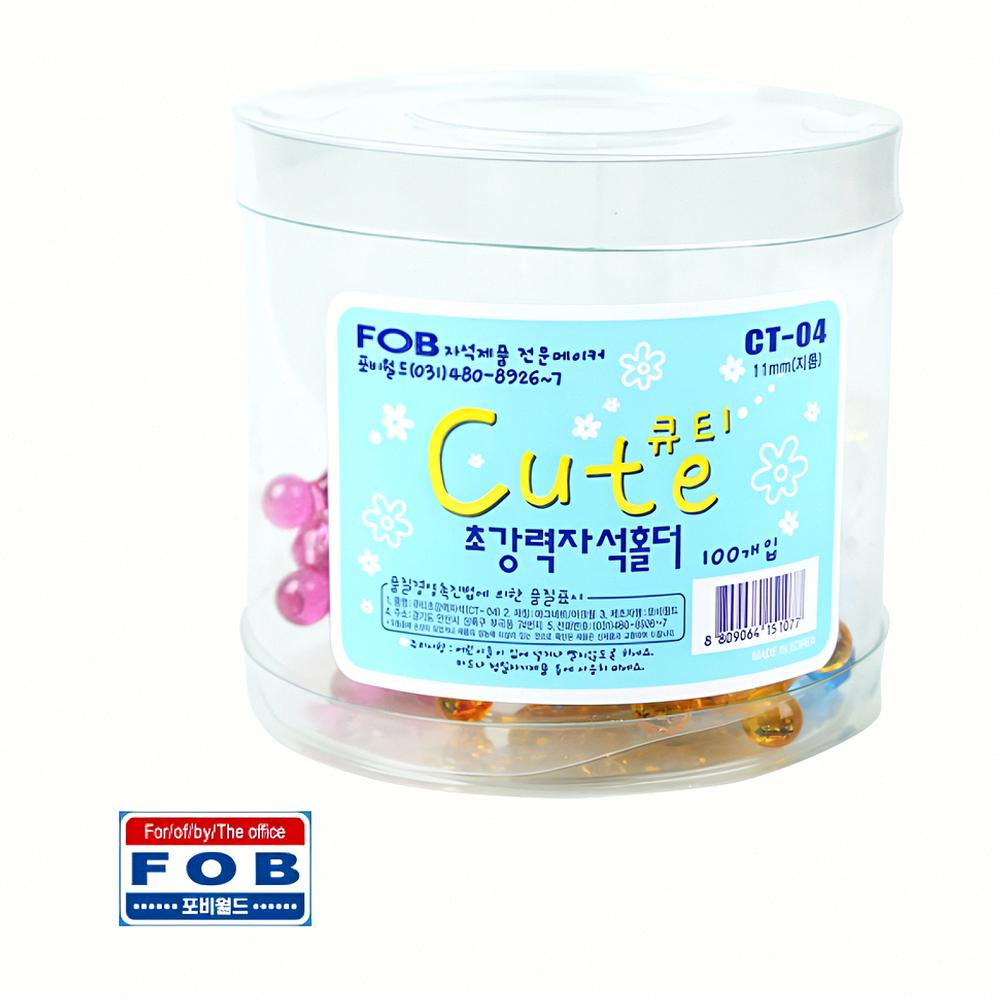 FOB 자석제품 전문메이커
포비월드(031)480-8926~7
CT-04
11mm(지름)
Cute
큐티
초강력자석홀더 100개입
품질경영촉진법에 의한 품질표시
8 809064 151077
MADE IN KOREA
For/of/by/The office
FOB
포비월드